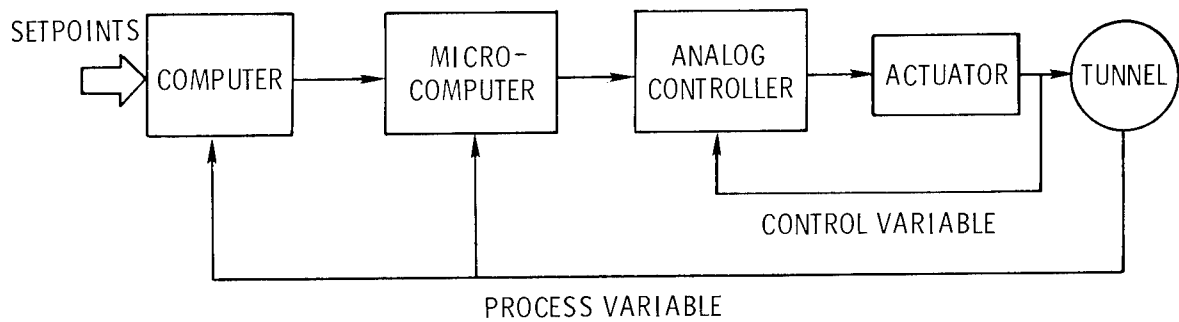 SETPOINTS
COMPUTER
MICRO-
COMPUTER
ANALOG
CONTROLLER
ACTUATOR
TUNNEL
CONTROL VARIABLE
PROCESS VARIABLE